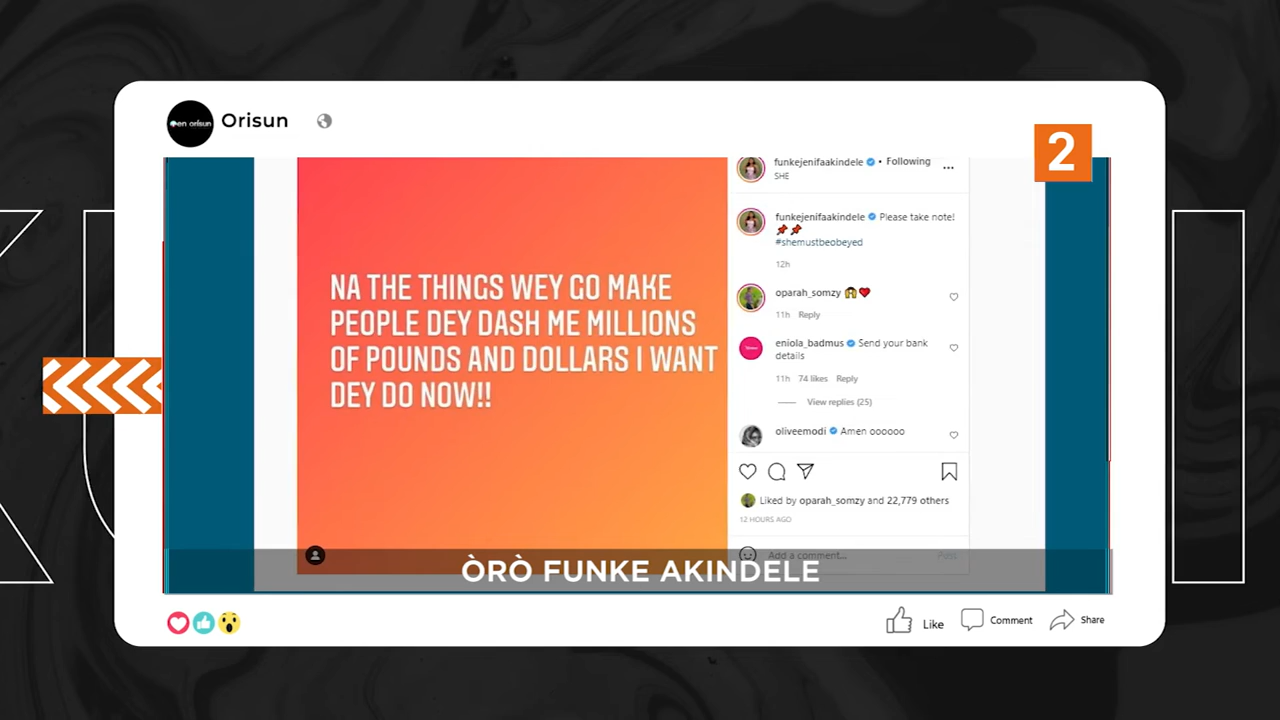 en orisun
Orisun
2
funkejenifaakindele • Following
SHE
NA THE THINGS WEY GO MAKE
PEOPLE DEY DASH ME MILLIONS
OF POUNDS AND DOLLARS I WANT
DEY DO NOW!!
funkejenifaakindele Please take note!
#shemustbeobeyed
12h
oparah_somzy
11h Reply
eniola_badmus Send your bank
details
11h 74 likes Reply
View replies (25)
oliveemodi Amen oooooo
Liked by oparah_somzy and 22,779 others
12 HOURS AGO
Add a comment... Post
ÒRÒ FUNKE AKINDELE
Like Comment Share